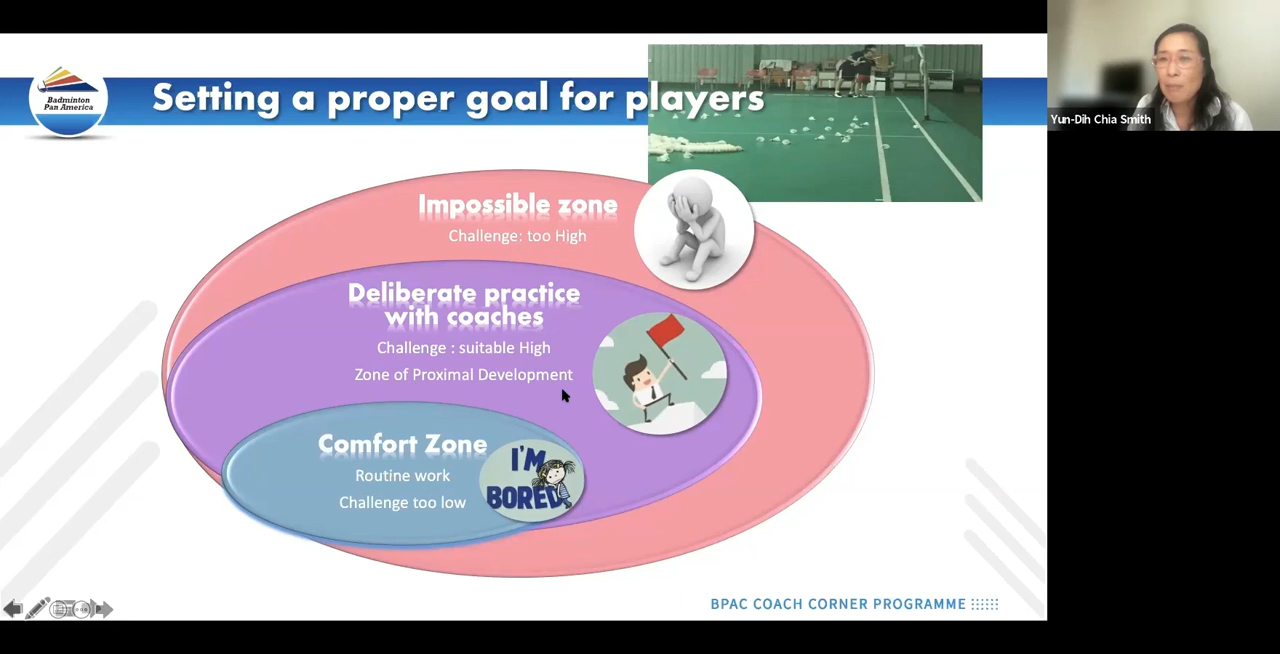 Badminton
Pan America
Setting a proper goal for players
Yun-Dih Chia Smith
Impossible zone
Challenge: too High
Deliberate practice
with coaches
Challenge : suitable High
Zone of Proximal Development
Comfort Zone
Routine work
Challenge too low
I'M
BORED
BPAC COACH CORNER PROGRAMME